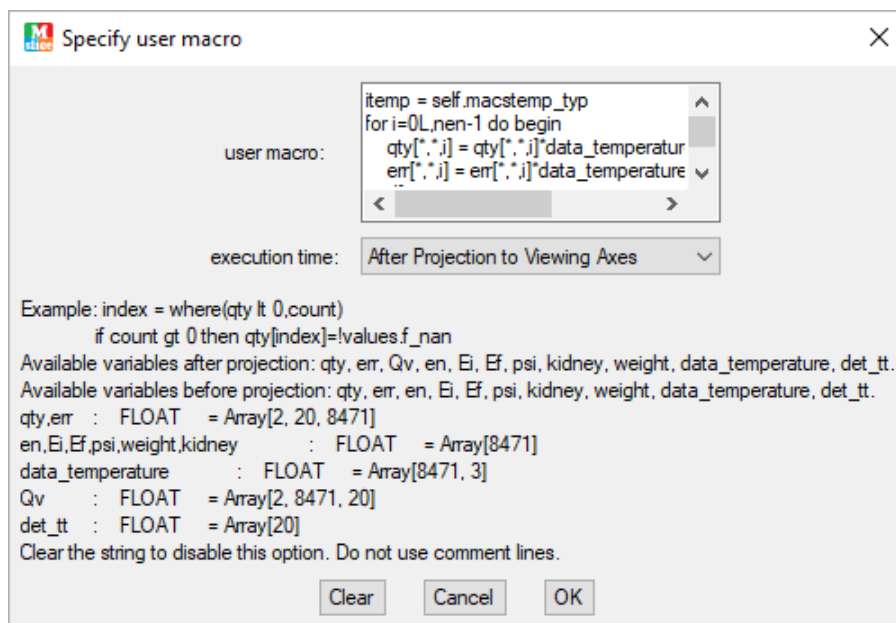 M
slice
Specify user macro
user macro:
itemp = self.macstemp_typ
for i=0L,nen-1 do begin
qty[*,*,i] = qty[*,*,i]*data_temperatur
err[*,*,i] = err[*,*,i]*data_temperature
execution time:
After Projection to Viewing Axes
Example: index = where(qty lt 0,count)
if count gt 0 then qty[index]=!values.f_nan
Available variables after projection: qty, err, Qv, en, Ei, Ef, psi, kidney, weight, data_temperature, det_tt.
Available variables before projection: qty, err, en, Ei, Ef, psi, kidney, weight, data_temperature, det_tt.
qty,err : FLOAT = Array[2, 20, 8471]
en,Ei,Ef,psi,weight,kidney : FLOAT = Array[8471]
data_temperature : FLOAT = Array[8471, 3]
Qv : FLOAT = Array[2, 8471, 20]
det_tt : FLOAT = Array[20]
Clear the string to disable this option. Do not use comment lines.
Clear Cancel OK